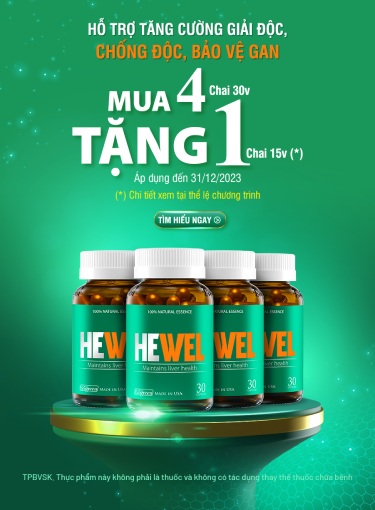 HỖ TRỢ TĂNG CƯỜNG GIẢI ĐỘC,
CHỐNG ĐỘC, BẢO VỆ GAN
MUA 4 Chai 30v
TẶNG 1 Chai 15v (*)
Áp dụng đến 31/12/2023
(*) Chi tiết xem tại thể lệ chương trình
TÌM HIỂU NGAY
100% NATURAL ESSENCE
HEWEL
Maintains liver health
MADE IN USA
30
TPBVSK. Thực phẩm này không phải là thuốc và không có tác dụng thay thế thuốc chữa bệnh